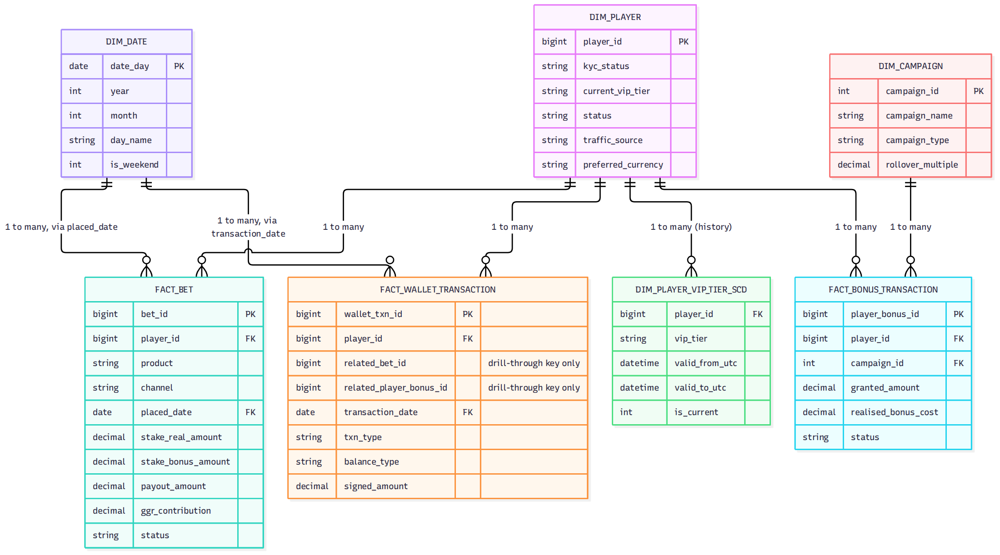 DIM_DATE
date date_day PK
int year
int month
string day_name
int is_weekend
DIM_PLAYER
bigint player_id PK
string kyc_status
string current_vip_tier
string status
string traffic_source
string preferred_currency
DIM_CAMPAIGN
int campaign_id PK
string campaign_name
string campaign_type
decimal rollover_multiple
1 to many, via placed_date
1 to many, via
transaction_date
1 to many
1 to many
1 to many (history)
1 to many
1 to many
FACT_BET
bigint bet_id PK
bigint player_id FK
string product
string channel
date placed_date FK
decimal stake_real_amount
decimal stake_bonus_amount
decimal payout_amount
decimal ggr_contribution
string status
FACT_WALLET_TRANSACTION
bigint wallet_txn_id PK
bigint player_id FK
bigint related_bet_id drill-through key only
bigint related_player_bonus_id drill-through key only
date transaction_date FK
string txn_type
string balance_type
decimal signed_amount
DIM_PLAYER_VIP_TIER_SCD
bigint player_id FK
string vip_tier
datetime valid_from_utc
datetime valid_to_utc
int is_current
FACT_BONUS_TRANSACTION
bigint player_bonus_id PK
bigint player_id FK
int campaign_id FK
decimal granted_amount
decimal realised_bonus_cost
string status